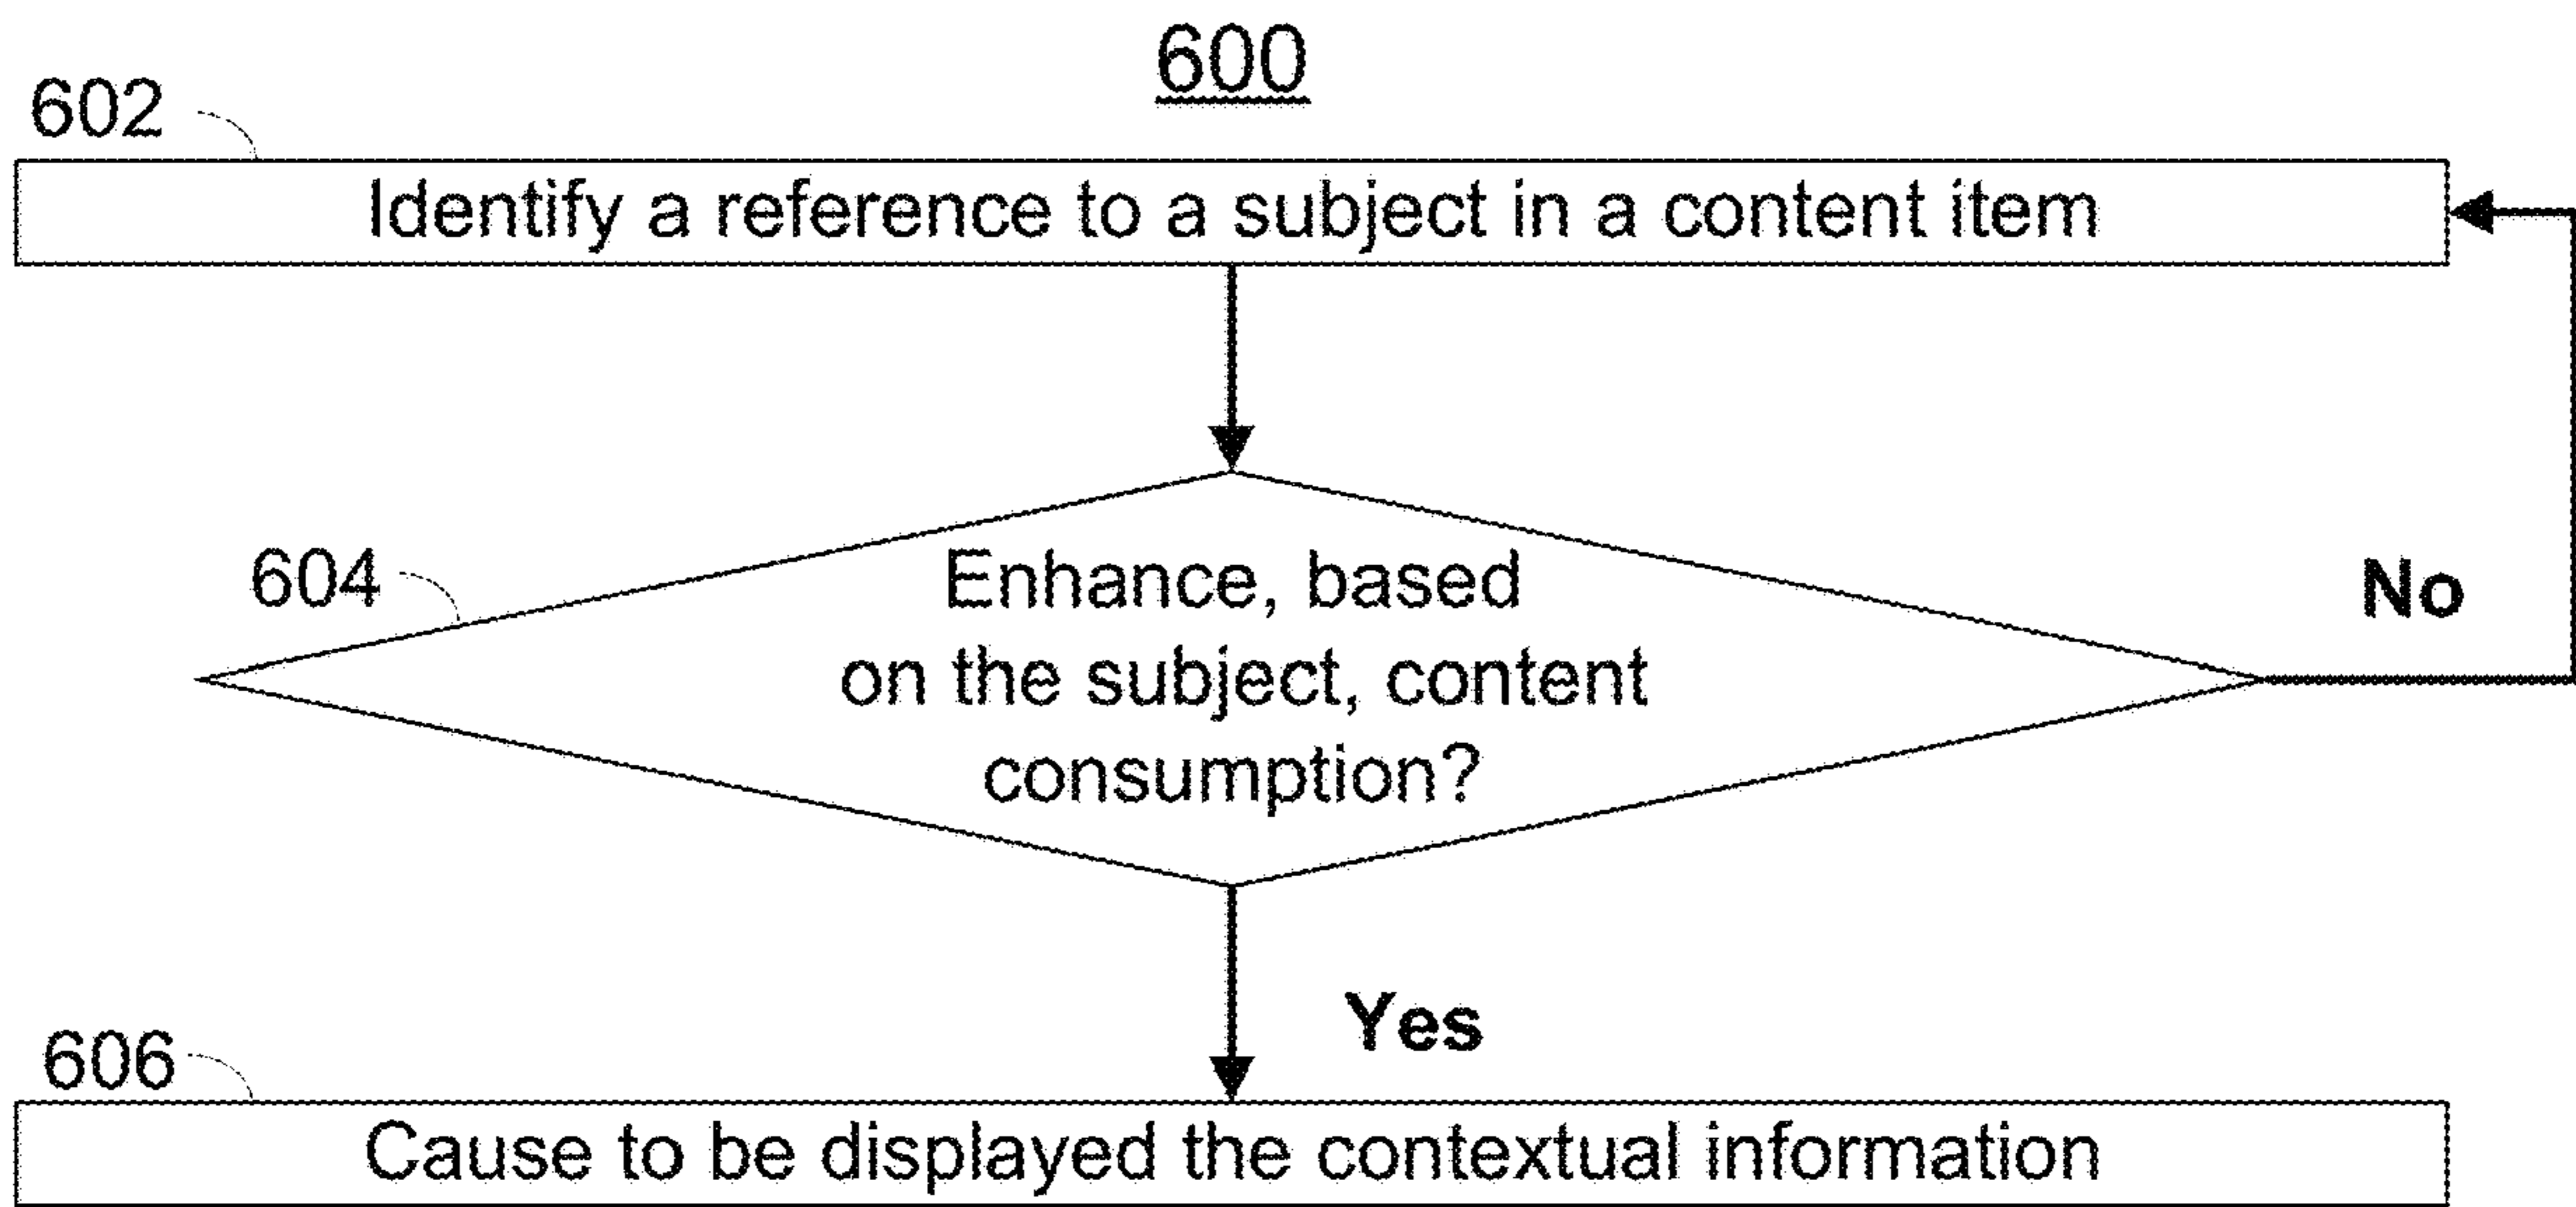 600
602
Identify a reference to a subject in a content item
604
Enhance, based
on the subject, content
consumption?
No
Yes
606
Cause to be displayed the contextual information